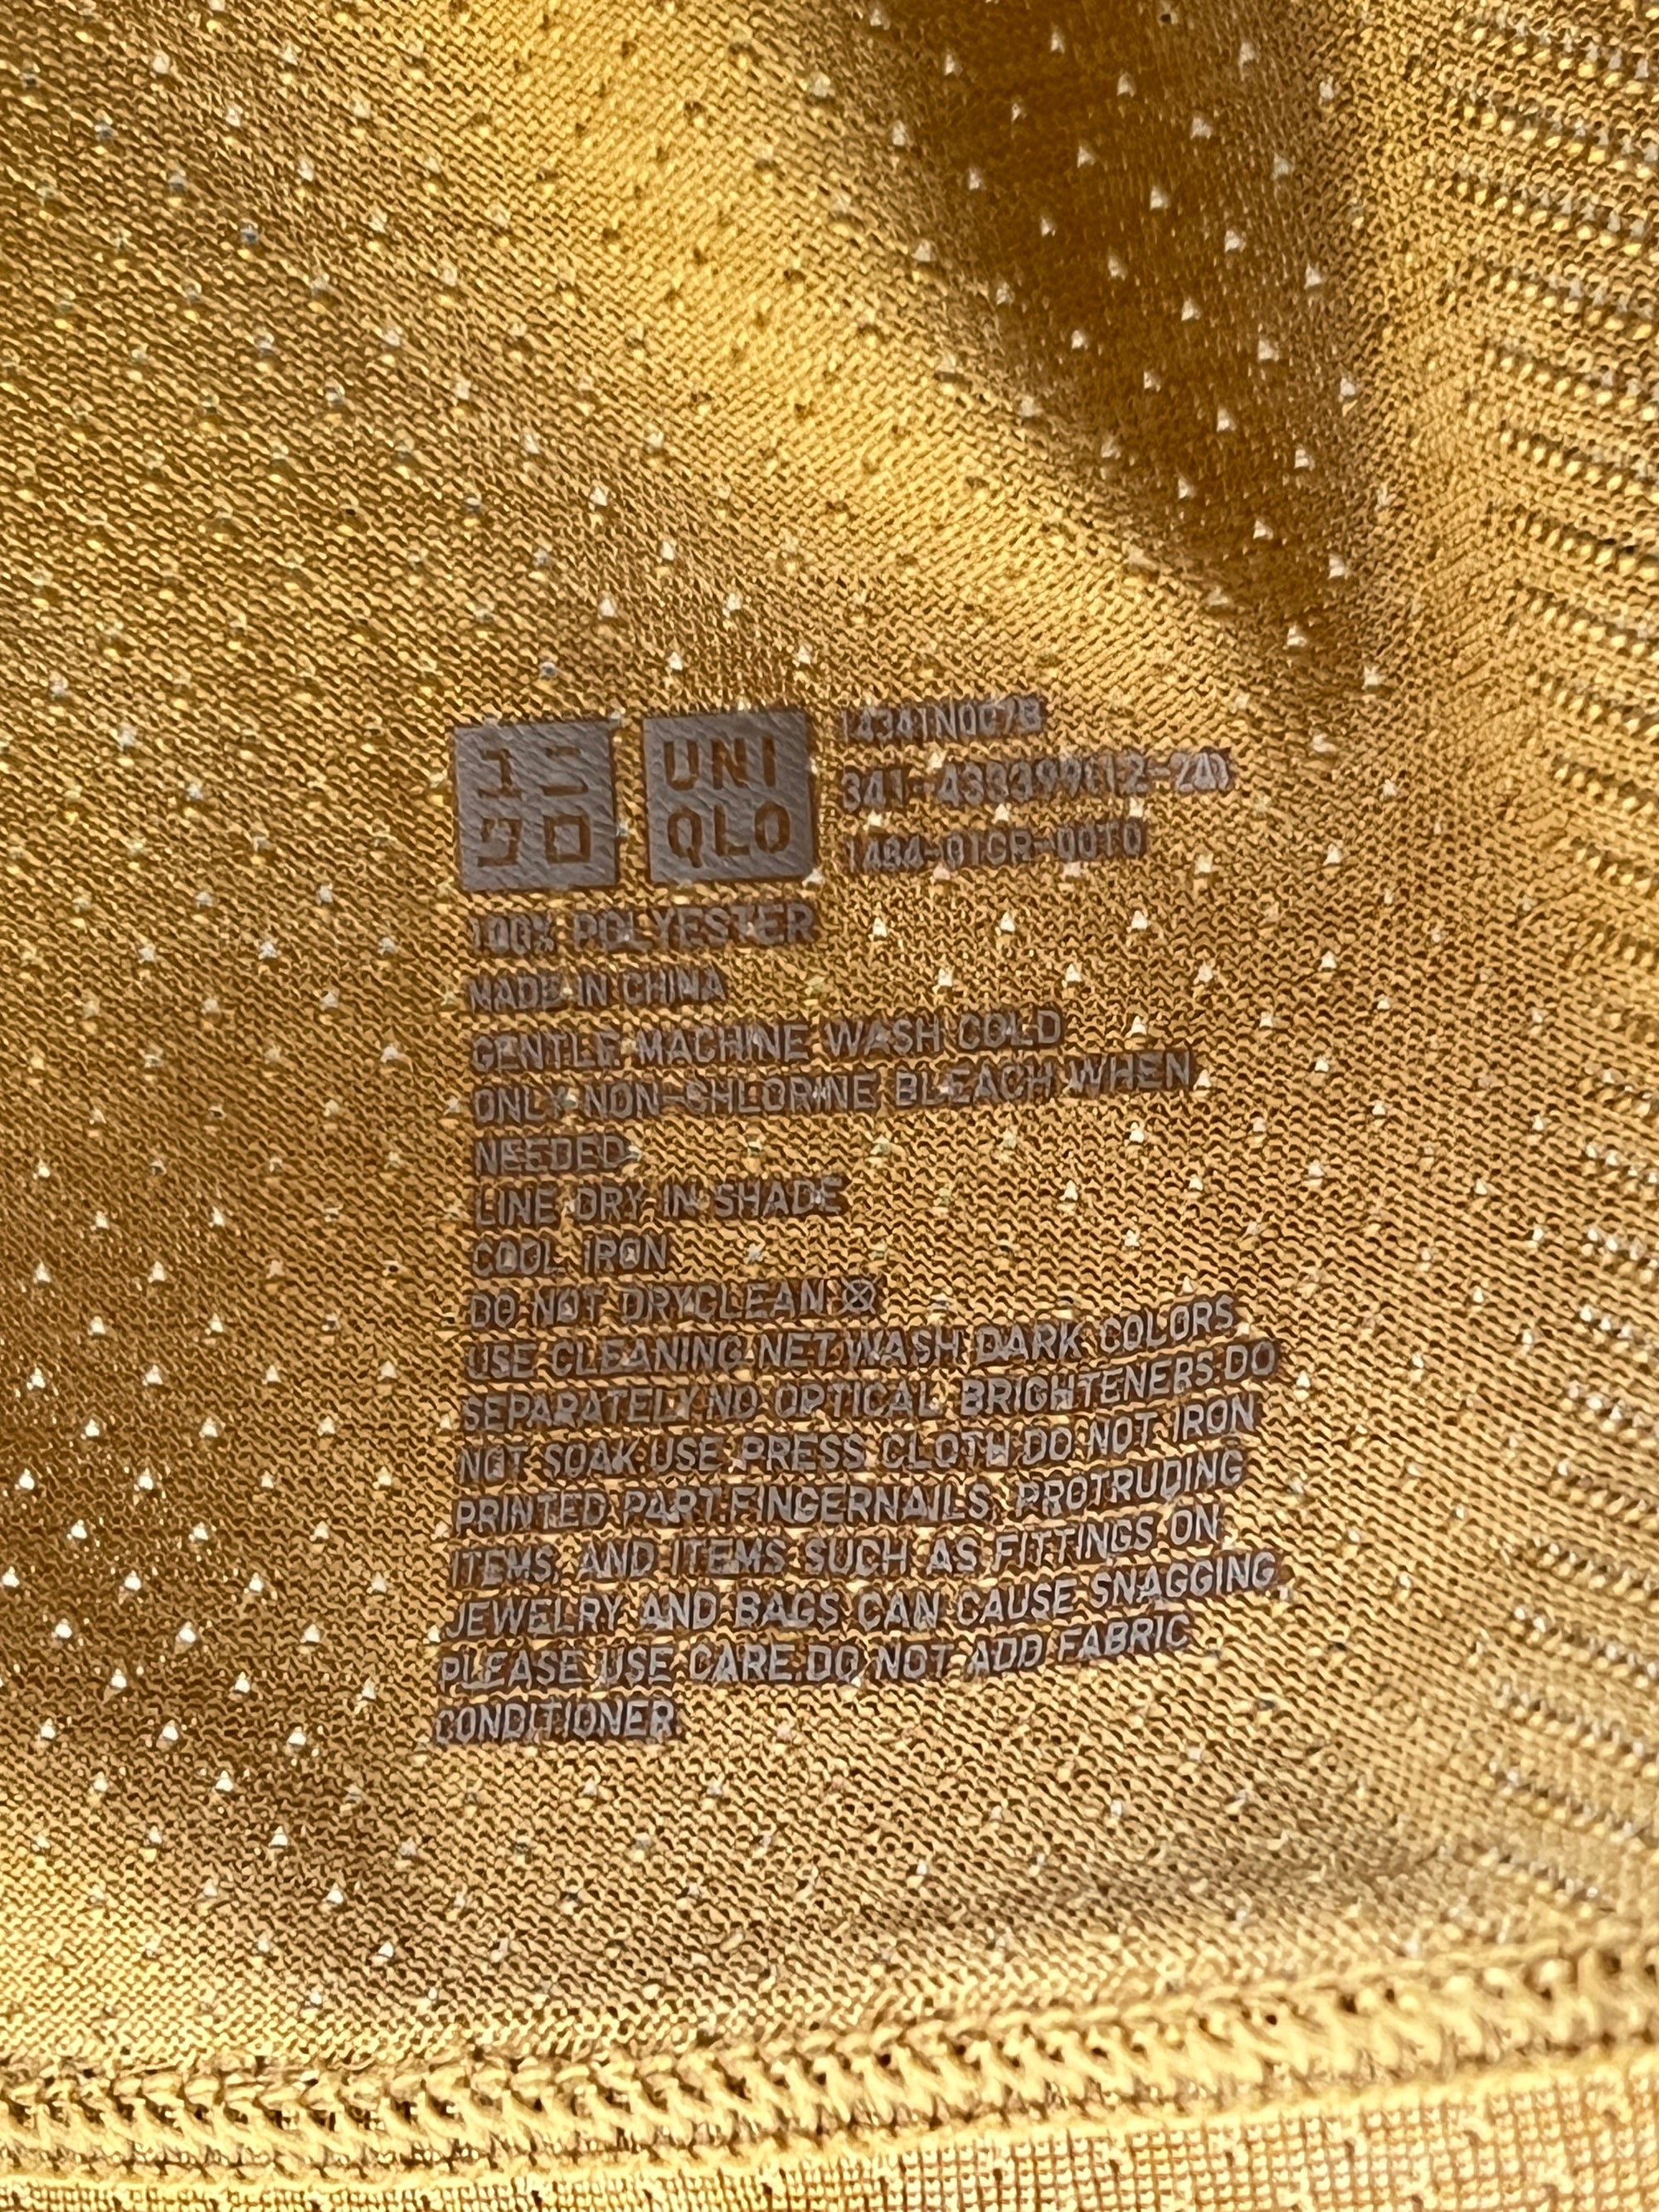 ユニ
クロ
UNI
QLO
100% POLYESTER
MADE IN CHINA
GENTLE MACHINE WASH COLD
ONLY NON-CHLORINE BLEACH WHEN
NEEDED
LINE DRY IN SHADE
COOL IRON
DO NOT DRYCLEAN
USE CLEANING NET.WASH DARK COLORS
SEPARATELY.NO OPTICAL BRIGHTENERS.DO
NOT SOAK.USE PRESS CLOTH.DO NOT IRON
PRINTED PART.FINGERNAILS, PROTRUDING
ITEMS, AND ITEMS SUCH AS FITTINGS ON
JEWELRY AND BAGS CAN CAUSE SNAGGING.
PLEASE USE CARE.DO NOT ADD FABRIC
CONDITIONER